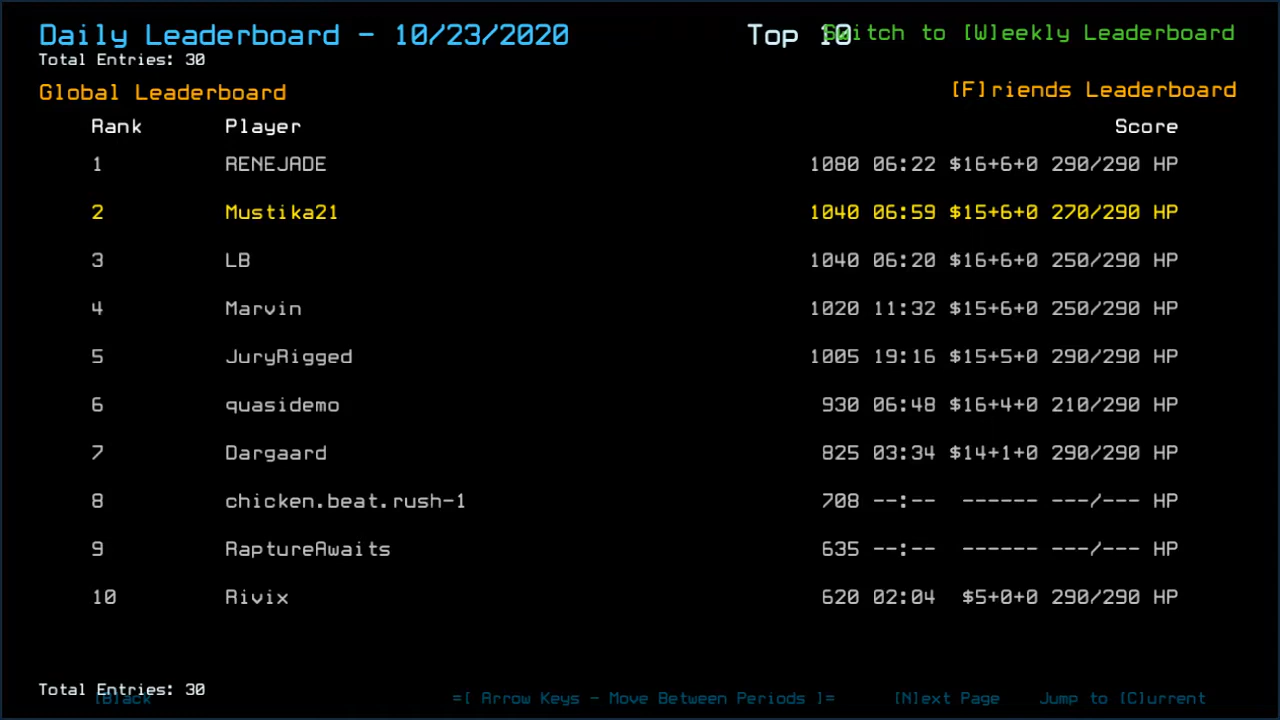 Daily Leaderboard - 10/23/2020 Top 10 Switch to [W]eekly Leaderboard
Total Entries: 30
Global Leaderboard [F]riends Leaderboard
Rank Player Score
1 RENEJADE 1080 06:22 $16+6+0 290/290 HP
2 Mustika21 1040 06:59 $15+6+0 270/290 HP
3 LB 1040 06:20 $16+6+0 250/290 HP
4 Marvin 1020 11:32 $15+6+0 250/290 HP
5 JuryRigged 1005 19:16 $15+5+0 290/290 HP
6 quasidemo 930 06:48 $16+4+0 210/290 HP
7 Dargaard 825 03:34 $14+1+0 290/290 HP
8 chicken.beat.rush-1 708 --:-- ------ ---/--- HP
9 RaptureAwaits 635 --:-- ------ ---/--- HP
10 Rivix 620 02:04 $5+0+0 290/290 HP
Total Entries: 30
[B]ack =[ Arrow Keys - Move Between Periods ]= [N]ext Page Jump to [C]urrent